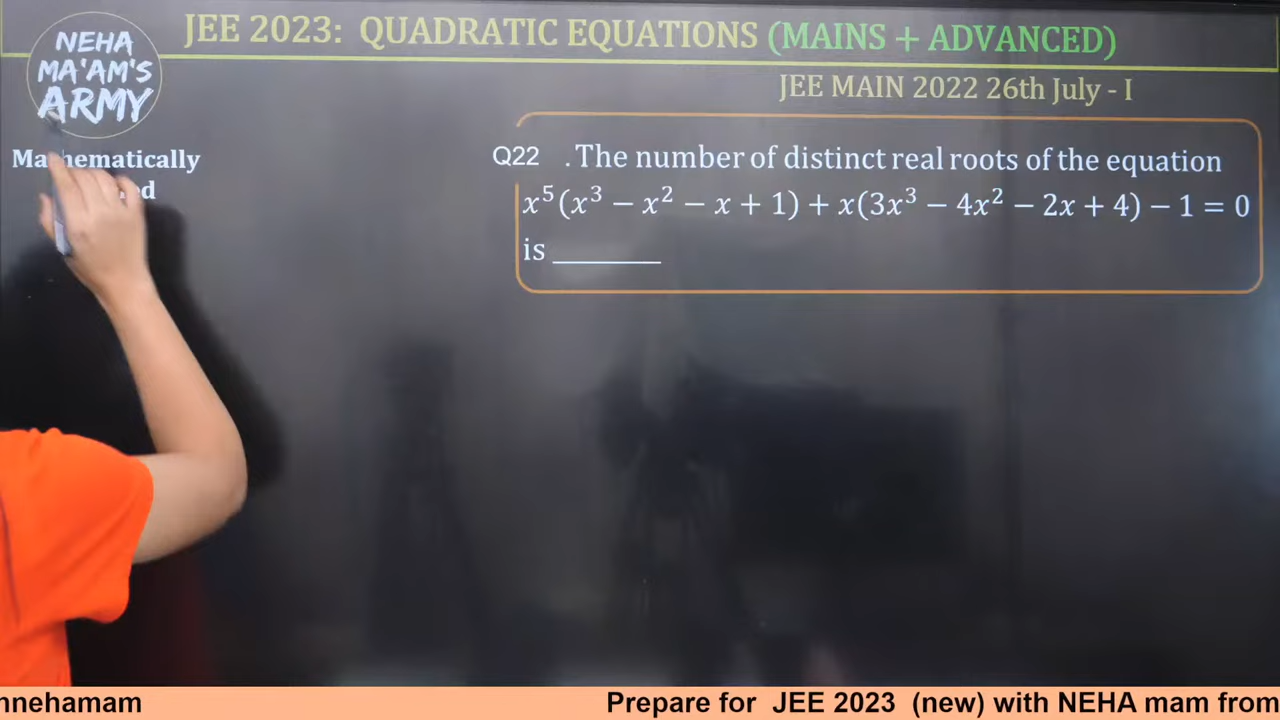 NEHA
MA'AM'S
ARMY
JEE 2023: QUADRATIC EQUATIONS (MAINS + ADVANCED)
JEE MAIN 2022 26th July - I
Q22 . The number of distinct real roots of the equation
x⁵(x³ − x² − x + 1) + x(3x³ − 4x² − 2x + 4) − 1 = 0
is ________
nnehamam
Prepare for JEE 2023 (new) with NEHA mam from